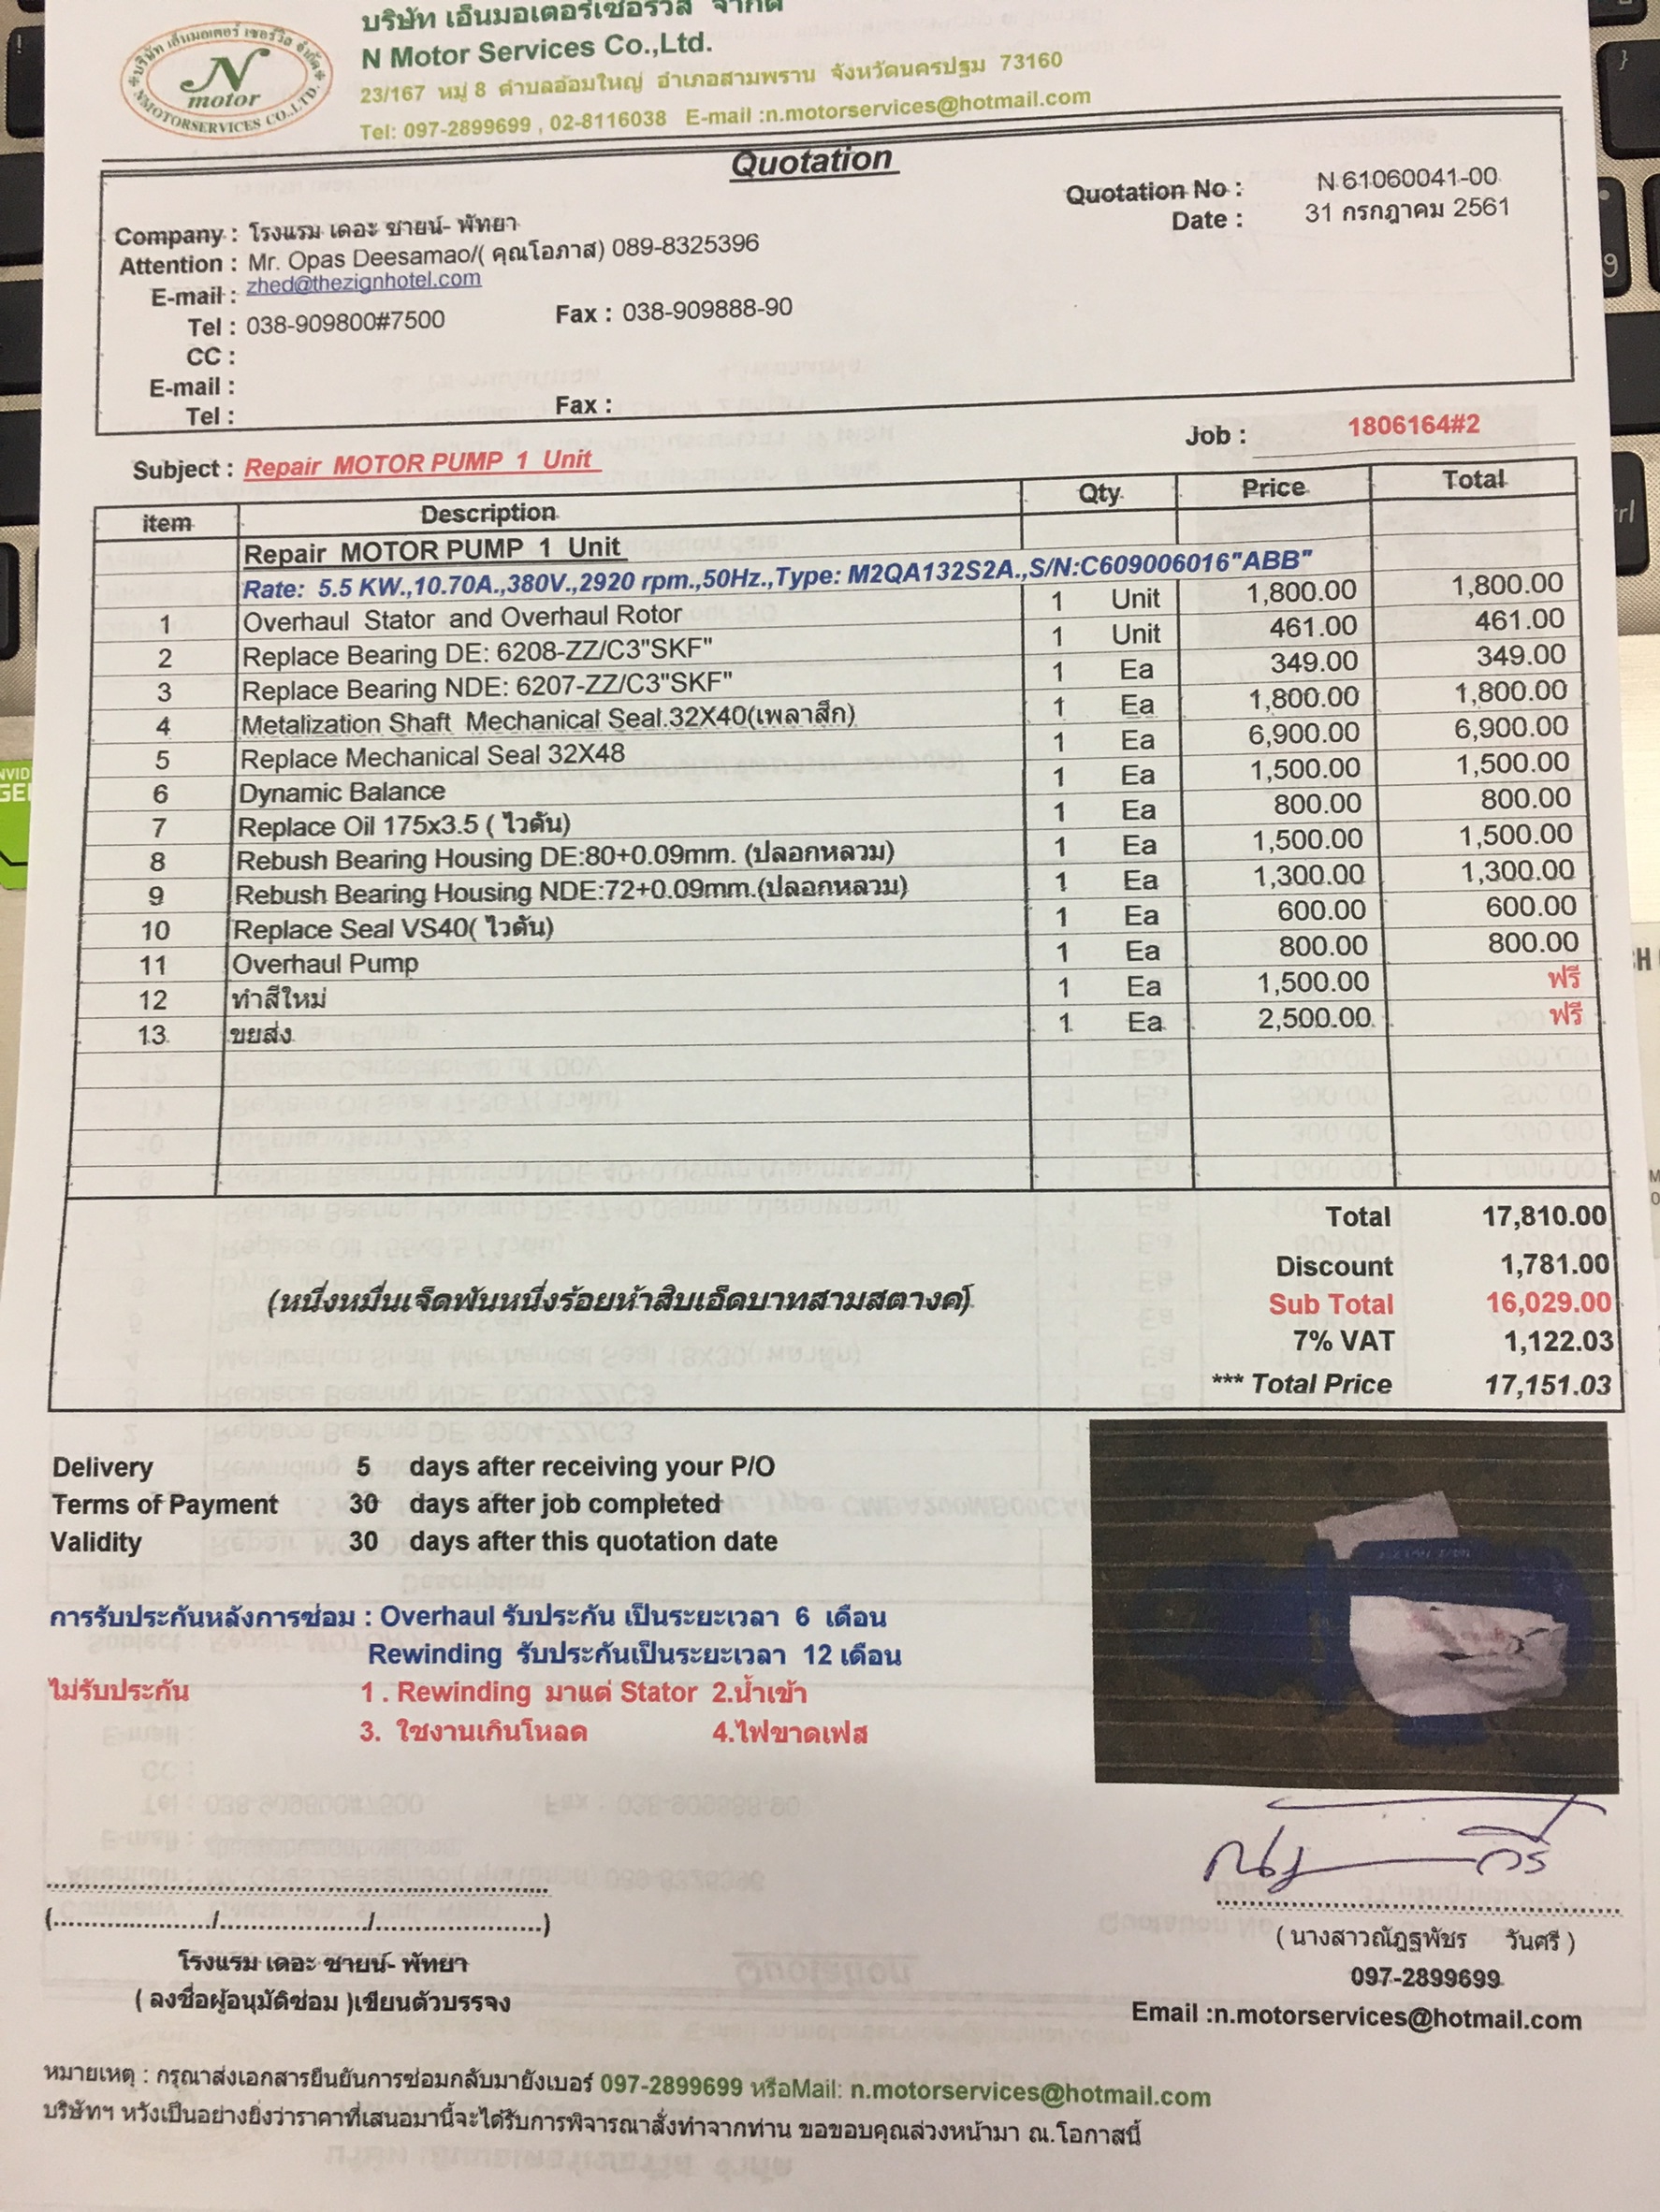 บริษัท เอ็นมอเตอร์เซอร์วิส จำกัด
N Motor Services Co.,Ltd.
23/167 หมู่ 8 ตำบลอ้อมใหญ่ อำเภอสามพราน จังหวัดนครปฐม 73160
Tel: 097-2899699 , 02-8116038 E-mail :n.motorservices@hotmail.com
บริษัท เอ็นมอเตอร์ เซอร์วิส จำกัด
N
motor
NMOTORSERVICES CO.,LTD.
Quotation
Quotation No : N 61060041-00
Date : 31 กรกฎาคม 2561
Company : โรงแรม เดอะ ซายน์- พัทยา
Attention : Mr. Opas Deesamao/( คุณโอภาส) 089-8325396
E-mail : zhed@thezignhotel.com
Tel : 038-909800#7500 Fax : 038-909888-90
CC :
E-mail :
Tel : Fax :
Job : 1806164#2
Subject : Repair MOTOR PUMP 1 Unit
item Description Qty Price Total
Repair MOTOR PUMP 1 Unit
Rate: 5.5 KW.,10.70A.,380V.,2920 rpm.,50Hz.,Type: M2QA132S2A.,S/N:C609006016"ABB"
1 Overhaul Stator and Overhaul Rotor 1 Unit 1,800.00 1,800.00
2 Replace Bearing DE: 6208-ZZ/C3"SKF" 1 Unit 461.00 461.00
3 Replace Bearing NDE: 6207-ZZ/C3"SKF" 1 Ea 349.00 349.00
4 Metalization Shaft Mechanical Seal.32X40(เพลาสึก) 1 Ea 1,800.00 1,800.00
5 Replace Mechanical Seal 32X48 1 Ea 6,900.00 6,900.00
6 Dynamic Balance 1 Ea 1,500.00 1,500.00
7 Replace Oil 175x3.5 ( ไวตัน) 1 Ea 800.00 800.00
8 Rebush Bearing Housing DE:80+0.09mm. (ปลอกหลวม) 1 Ea 1,500.00 1,500.00
9 Rebush Bearing Housing NDE:72+0.09mm.(ปลอกหลวม) 1 Ea 1,300.00 1,300.00
10 Replace Seal VS40( ไวตัน) 1 Ea 600.00 600.00
11 Overhaul Pump 1 Ea 800.00 800.00
12 ทำสีใหม่ 1 Ea 1,500.00 ฟรี
13 ขยส่ง 1 Ea 2,500.00 ฟรี
Total 17,810.00
Discount 1,781.00
(หนึ่งหมื่นเจ็ดพันหนึ่งร้อยห้าสิบเอ็ดบาทสามสตางค์)
Sub Total 16,029.00
7% VAT 1,122.03
*** Total Price 17,151.03
Delivery 5 days after receiving your P/O
Terms of Payment 30 days after job completed
Validity 30 days after this quotation date
การรับประกันหลังการซ่อม : Overhaul รับประกัน เป็นระยะเวลา 6 เดือน
Rewinding รับประกันเป็นระยะเวลา 12 เดือน
ไม่รับประกัน 1 . Rewinding มาแต่ Stator 2.น้ำเข้า
3. ใช้งานเกินโหลด 4.ไฟขาดเฟส
(..................../..................../....................)
โรงแรม เดอะ ซายน์- พัทยา
( ลงชื่อผู้อนุมัติซ่อม )เขียนตัวบรรจง
( นางสาวณัฏฐพัชร วันศรี )
097-2899699
Email :n.motorservices@hotmail.com
หมายเหตุ : กรุณาส่งเอกสารยืนยันการซ่อมกลับมายังเบอร์ 097-2899699 หรือMail: n.motorservices@hotmail.com
บริษัทฯ หวังเป็นอย่างยิ่งว่าราคาที่เสนอมานี้จะได้รับการพิจารณาสั่งทำจากท่าน ขอขอบคุณล่วงหน้ามา ณ.โอกาสนี้